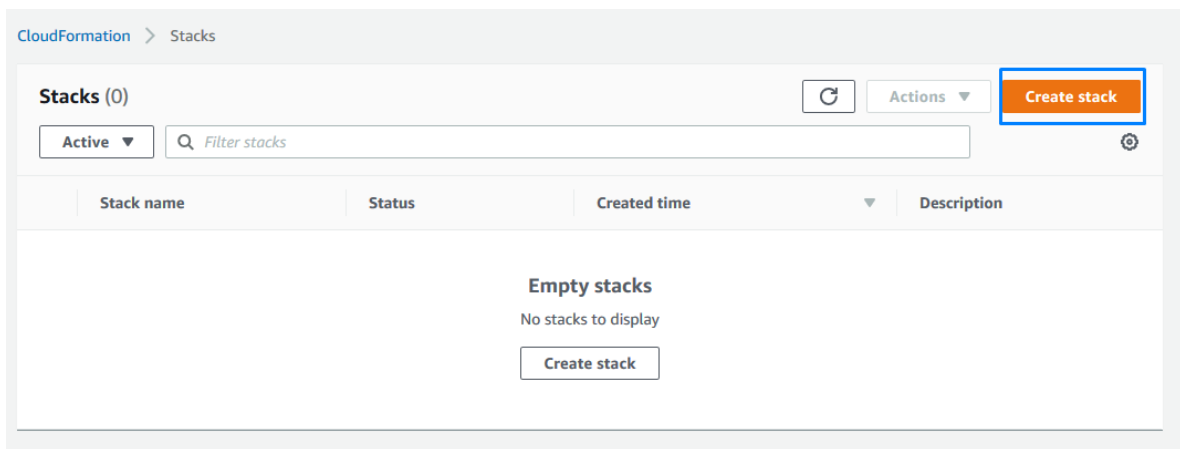 CloudFormation > Stacks
Stacks (0) Actions Create stack
Active Filter stacks
Stack name Status Created time Description
Empty stacks
No stacks to display
Create stack